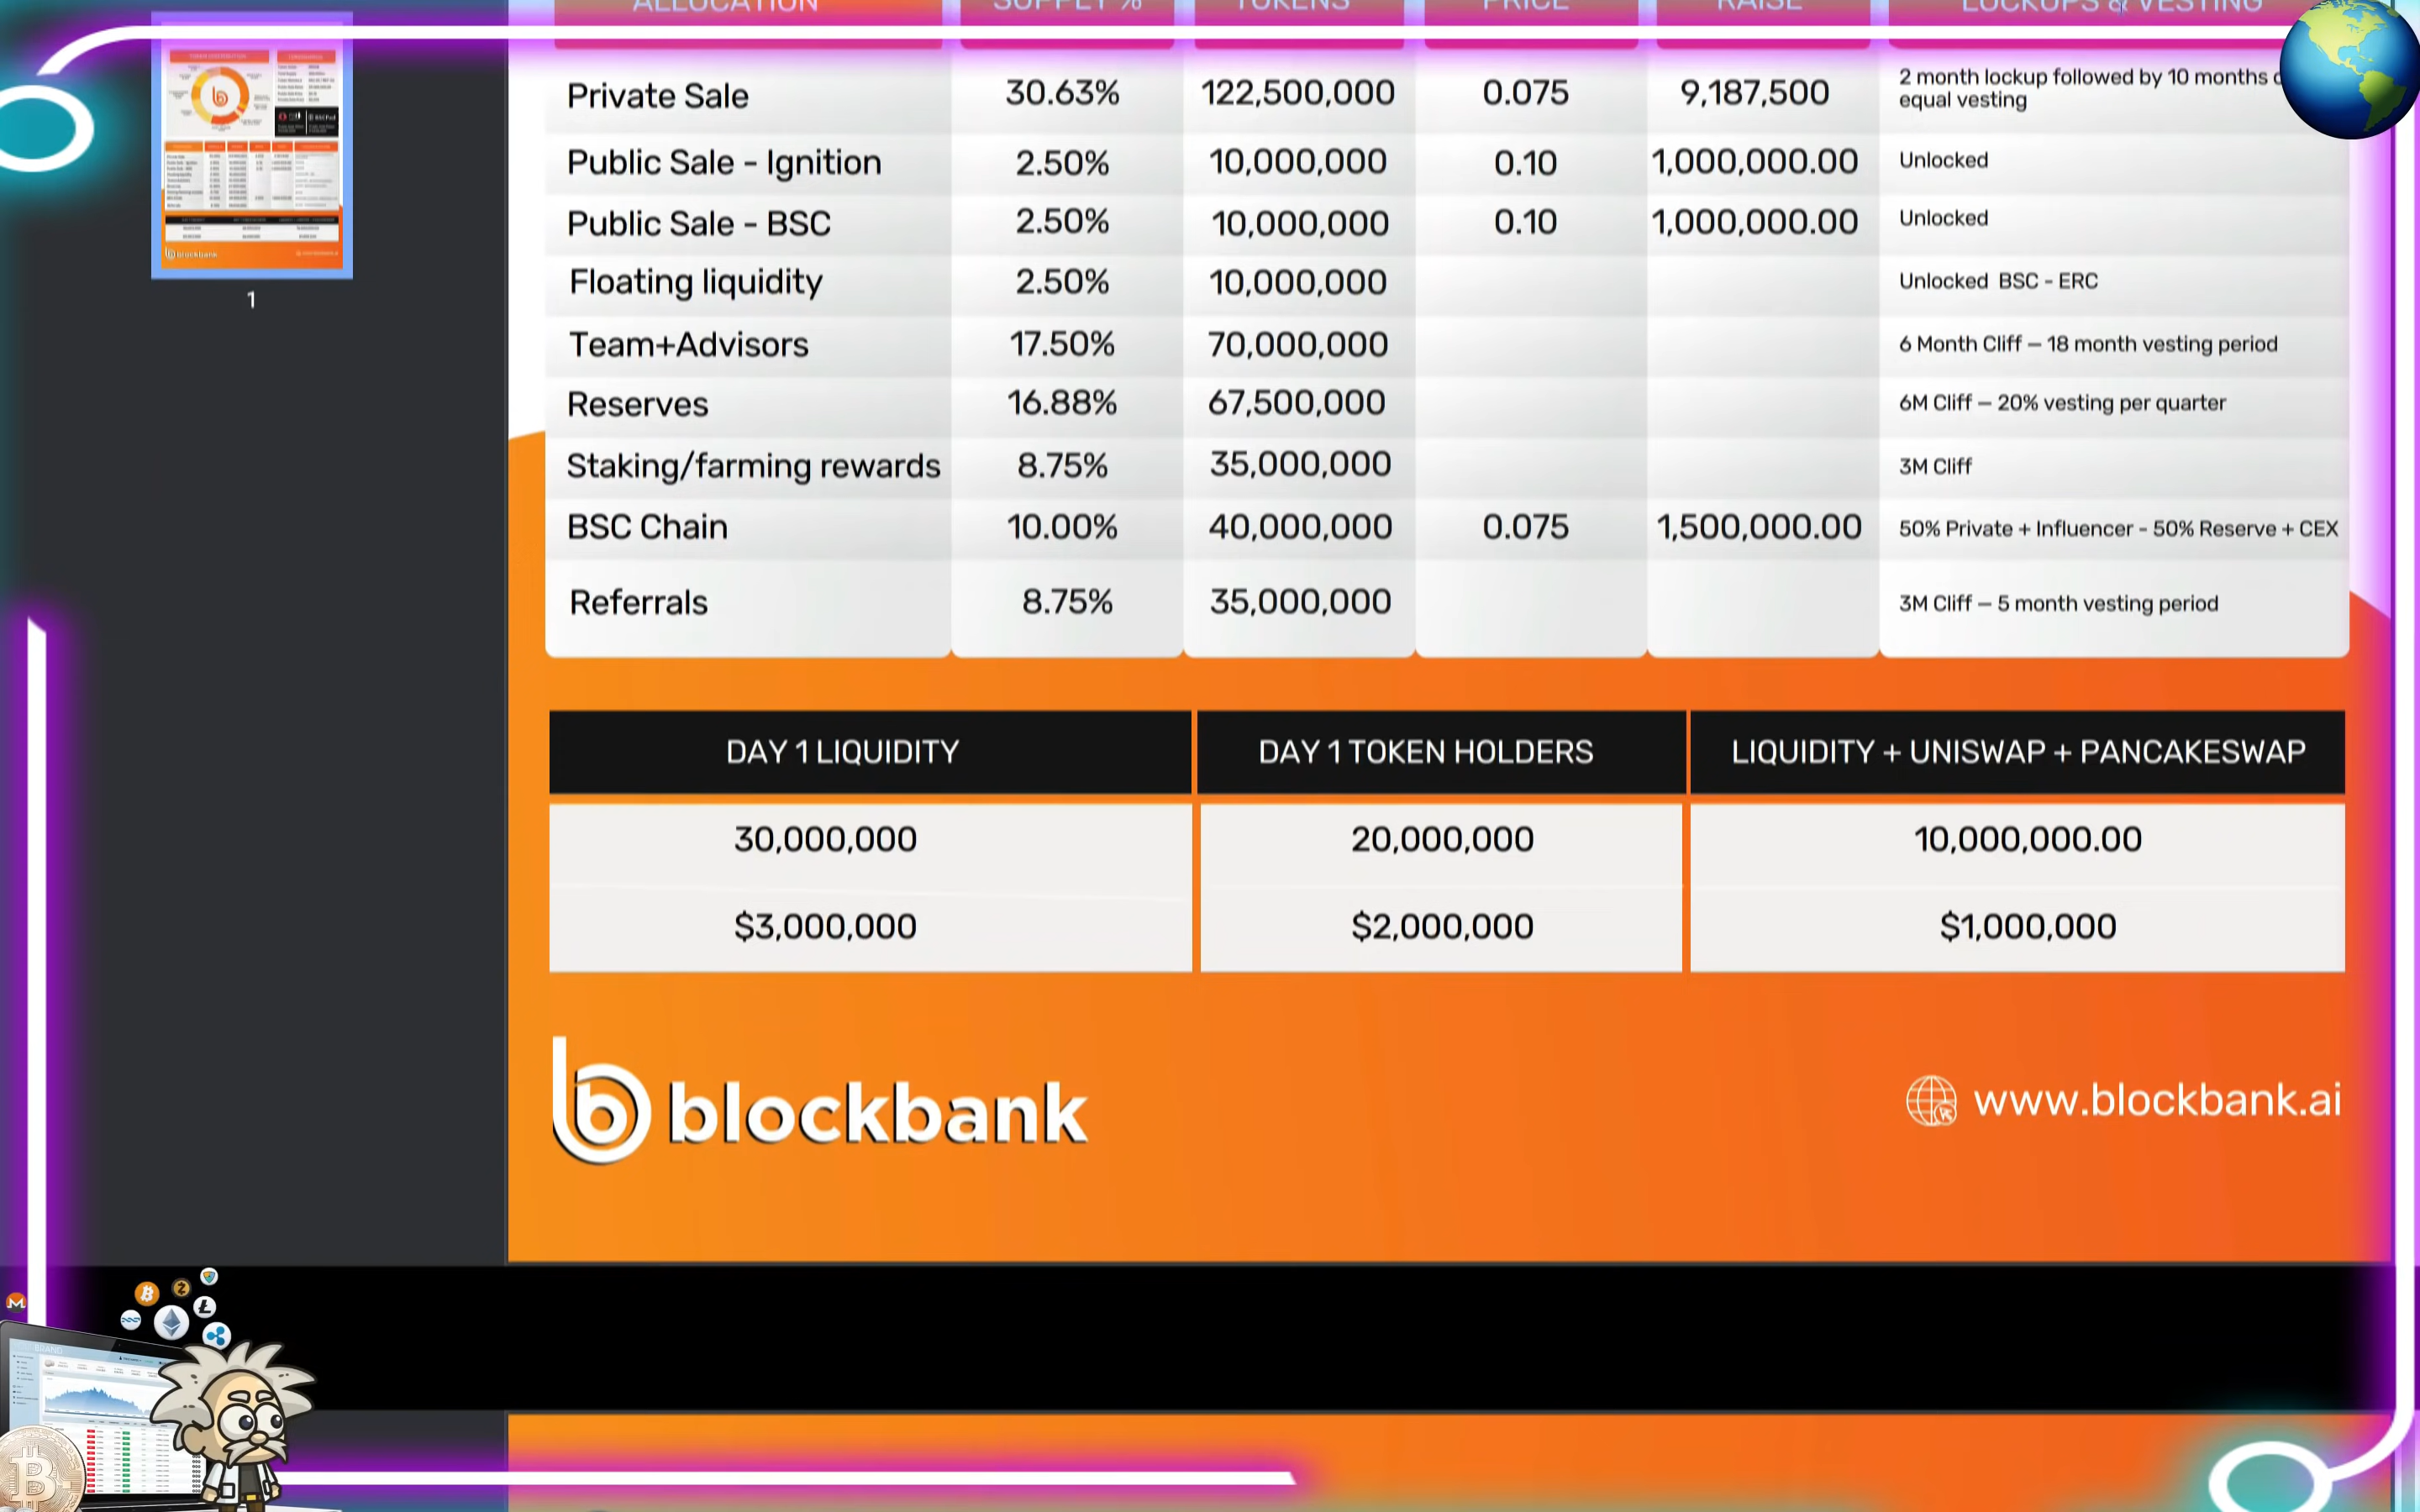 ALLOCATION SUPPLY % TOKENS PRICE RAISE LOCKUPS & VESTING
Private Sale 30.63% 122,500,000 0.075 9,187,500 2 month lockup followed by 10 months
equal vesting
Public Sale - Ignition 2.50% 10,000,000 0.10 1,000,000.00 Unlocked
Public Sale - BSC 2.50% 10,000,000 0.10 1,000,000.00 Unlocked
Floating liquidity 2.50% 10,000,000 Unlocked BSC - ERC
Team+Advisors 17.50% 70,000,000 6 Month Cliff – 18 month vesting period
Reserves 16.88% 67,500,000 6M Cliff – 20% vesting per quarter
Staking/farming rewards 8.75% 35,000,000 3M Cliff
BSC Chain 10.00% 40,000,000 0.075 1,500,000.00 50% Private + Influencer - 50% Reserve + CEX
Referrals 8.75% 35,000,000 3M Cliff – 5 month vesting period
1
DAY 1 LIQUIDITY DAY 1 TOKEN HOLDERS LIQUIDITY + UNISWAP + PANCAKESWAP
30,000,000 20,000,000 10,000,000.00
$3,000,000 $2,000,000 $1,000,000
blockbank www.blockbank.ai